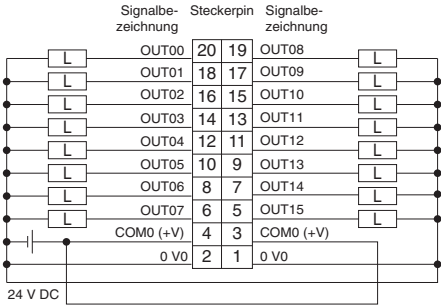 Signalbe-
zeichnung Steckerpin Signalbe-
zeichnung
L OUT00 20 19 OUT08 L
L OUT01 18 17 OUT09 L
L OUT02 16 15 OUT10 L
L OUT03 14 13 OUT11 L
L OUT04 12 11 OUT12 L
L OUT05 10 9 OUT13 L
L OUT06 8 7 OUT14 L
L OUT07 6 5 OUT15 L
COM0 (+V) 4 3 COM0 (+V)
0 V0 2 1 0 V0
24 V DC